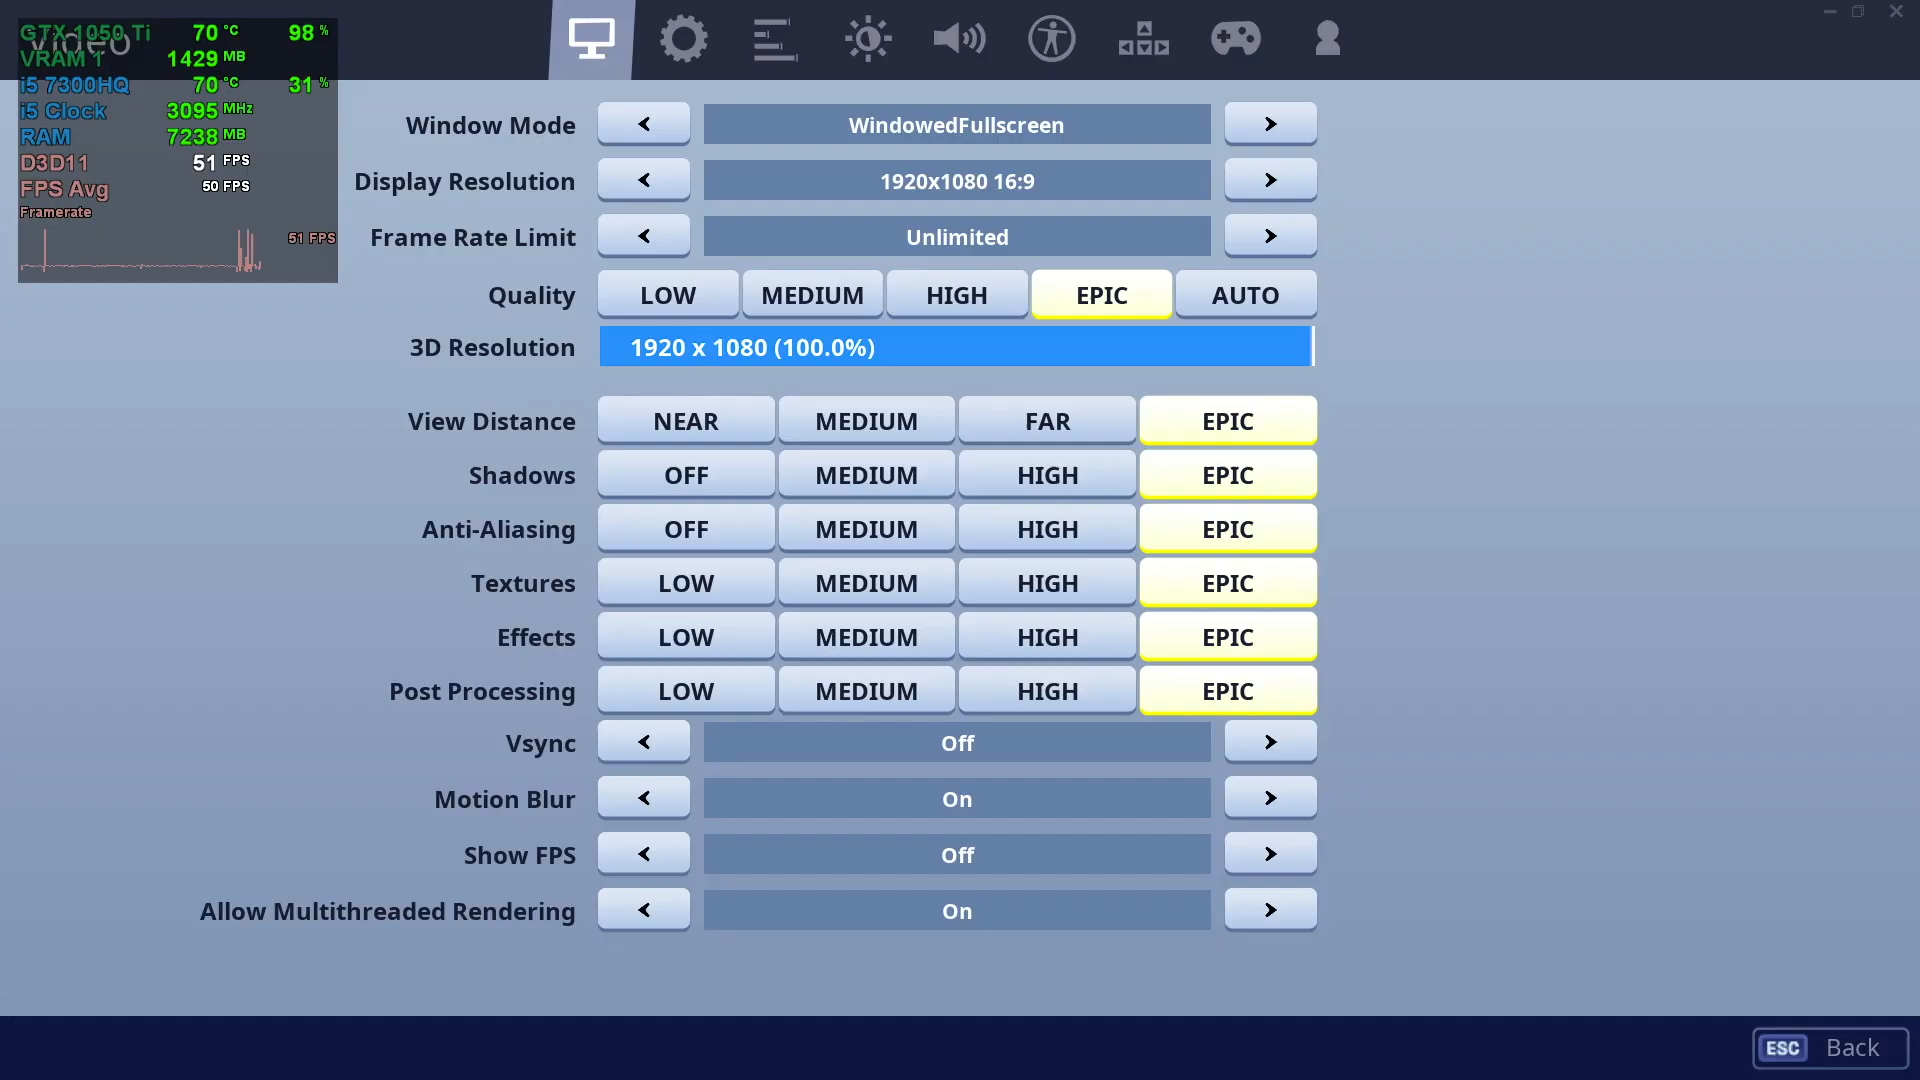 Video
GTX 1050 Ti 70 °C 98 %
VRAM 1 1429 MB
i5 7300HQ 70 °C 31 %
i5 Clock 3095 MHz
RAM 7238 MB
D3D11 51 FPS
FPS Avg 50 FPS
Framerate
51 FPS
Window Mode < WindowedFullscreen >
Display Resolution < 1920x1080 16:9 >
Frame Rate Limit < Unlimited >
Quality LOW MEDIUM HIGH EPIC AUTO
3D Resolution 1920 x 1080 (100.0%)
View Distance NEAR MEDIUM FAR EPIC
Shadows OFF MEDIUM HIGH EPIC
Anti-Aliasing OFF MEDIUM HIGH EPIC
Textures LOW MEDIUM HIGH EPIC
Effects LOW MEDIUM HIGH EPIC
Post Processing LOW MEDIUM HIGH EPIC
Vsync < Off >
Motion Blur < On >
Show FPS < Off >
Allow Multithreaded Rendering < On >
ESC Back